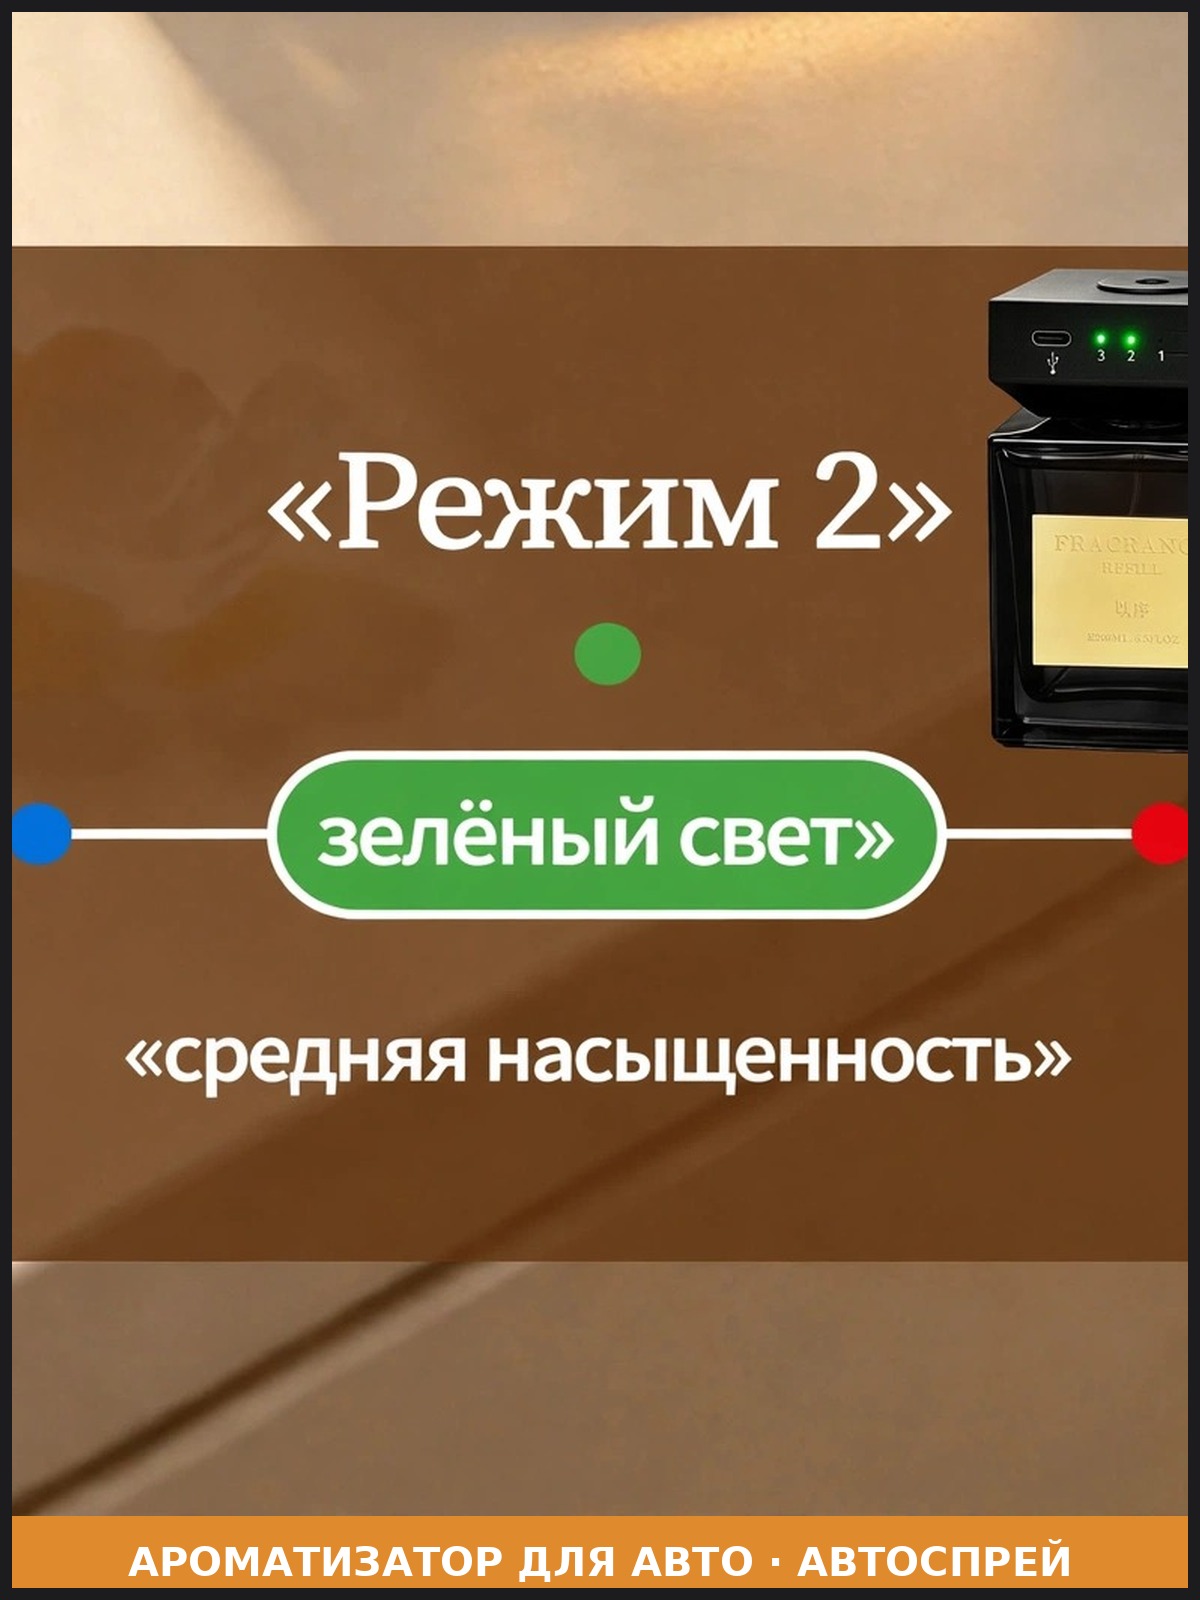 3 2 1
«Режим 2»
FRAGRANC
REFILL
зелёный свет»
«средняя насыщенность»
АРОМАТИЗАТОР ДЛЯ АВТО · АВТОСПРЕЙ